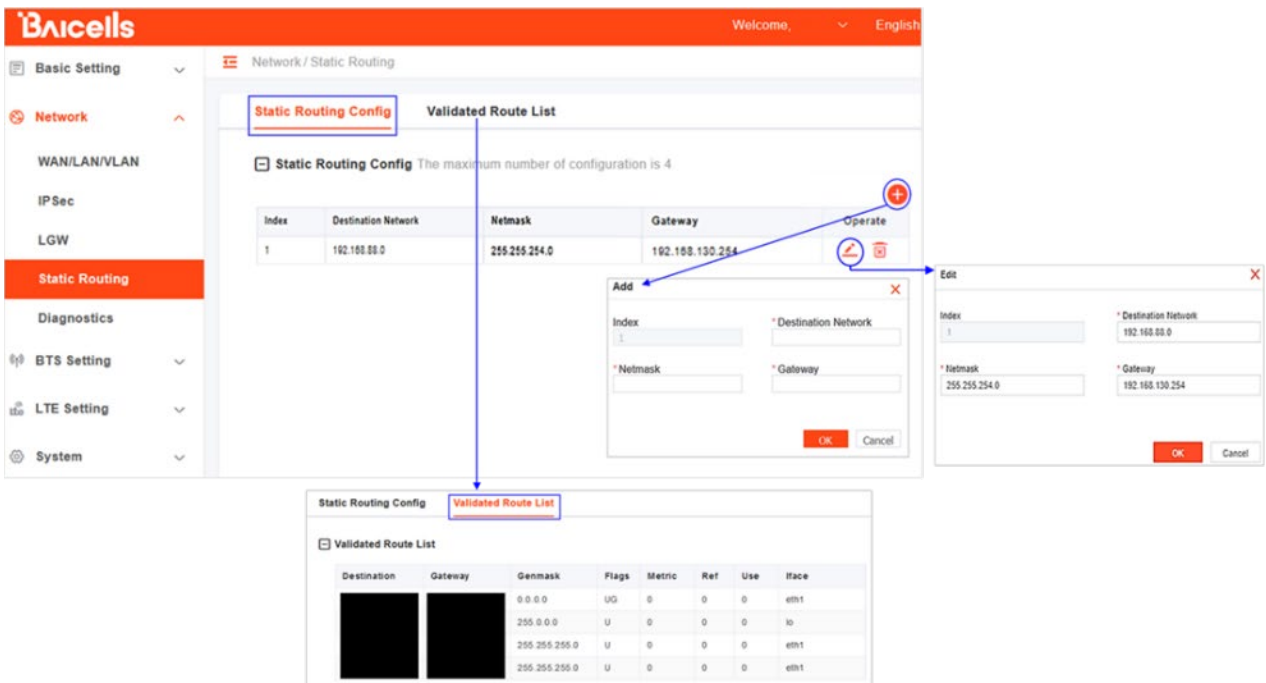 BAICELLS
Welcome,
English
Basic Setting
Network / Static Routing
Network
Static Routing Config
Validated Route List
WAN/LAN/VLAN
Static Routing Config The maximum number of configuration is 4
IPSec
Index Destination Network Netmask Gateway Operate
LGW
1 192.168.88.0 255.255.254.0 192.168.130.254
Static Routing
Diagnostics
BTS Setting
LTE Setting
System
Add
Index
* Destination Network
1
* Netmask
* Gateway
OK Cancel
Edit
Index
* Destination Network
1
192.168.88.0
* Netmask
* Gateway
255.255.254.0
192.168.130.254
OK Cancel
Static Routing Config
Validated Route List
Validated Route List
Destination Gateway Genmask Flags Metric Ref Use Iface
0.0.0.0 UG 0 0 0 eth1
255.0.0.0 U 0 0 0 lo
255.255.255.0 U 0 0 0 eth1
255.255.255.0 U 0 0 0 eth1